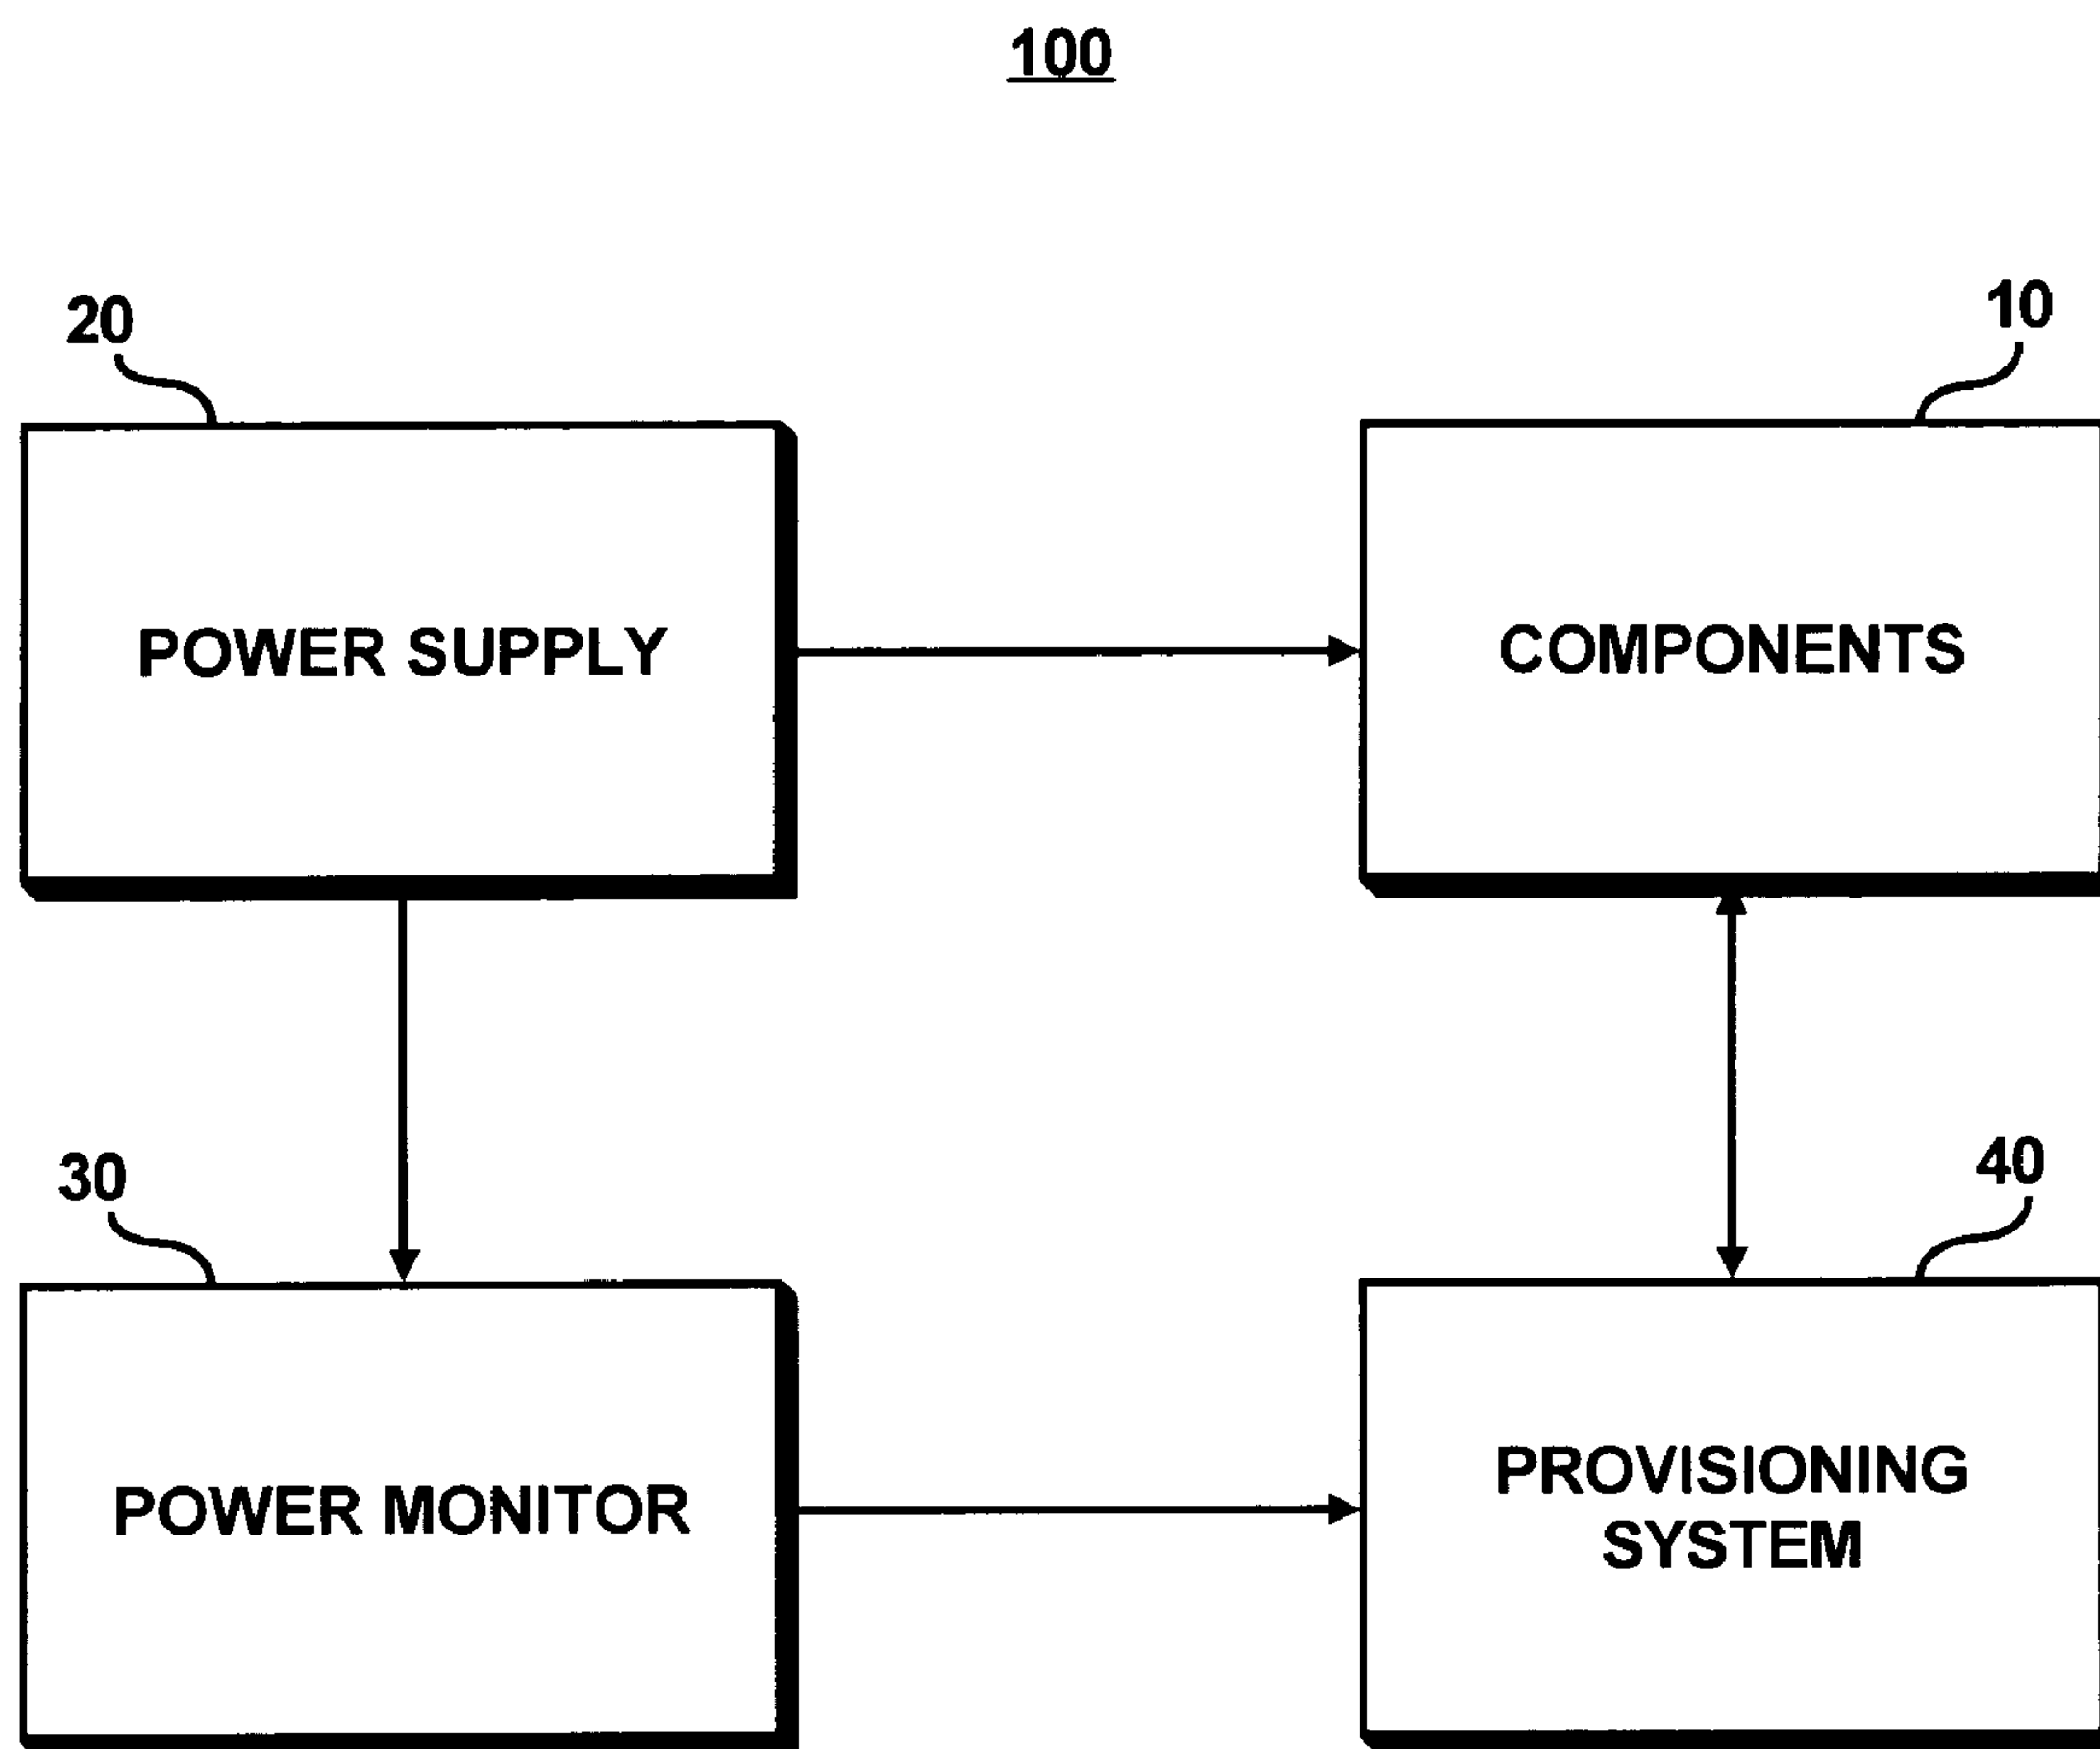 100
20
10
POWER SUPPLY
COMPONENTS
30
40
POWER MONITOR
PROVISIONING
SYSTEM